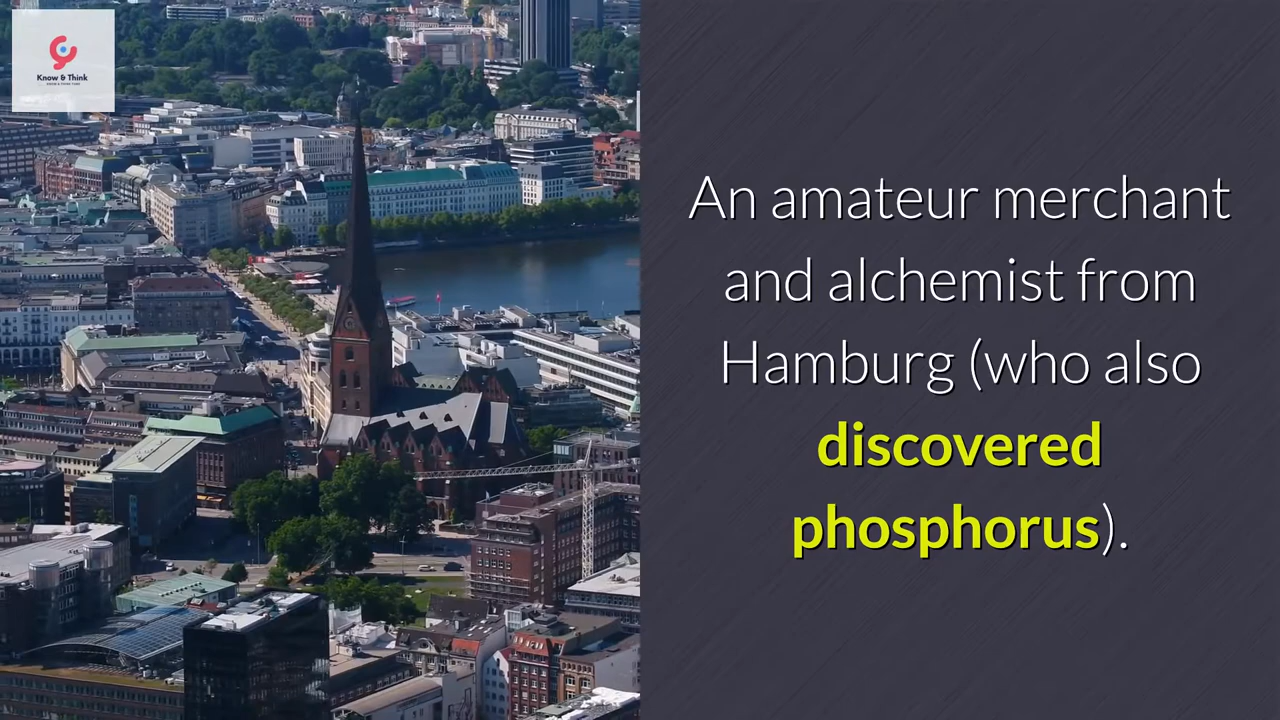 Know & Think
An amateur merchant
and alchemist from
Hamburg (who also
discovered
phosphorus).